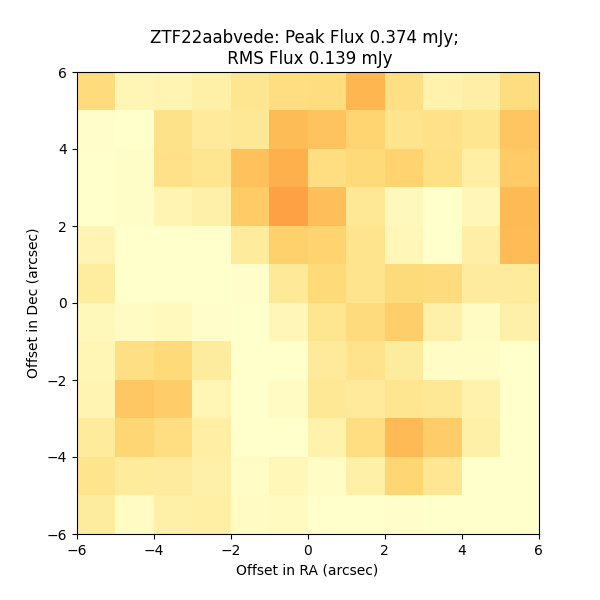 ZTF22aabvede: Peak Flux 0.374 mJy;
RMS Flux 0.139 mJy
6
4
2
0
−2
−4
−6
Offset in Dec (arcsec)
−6 −4 −2 0 2 4 6
Offset in RA (arcsec)